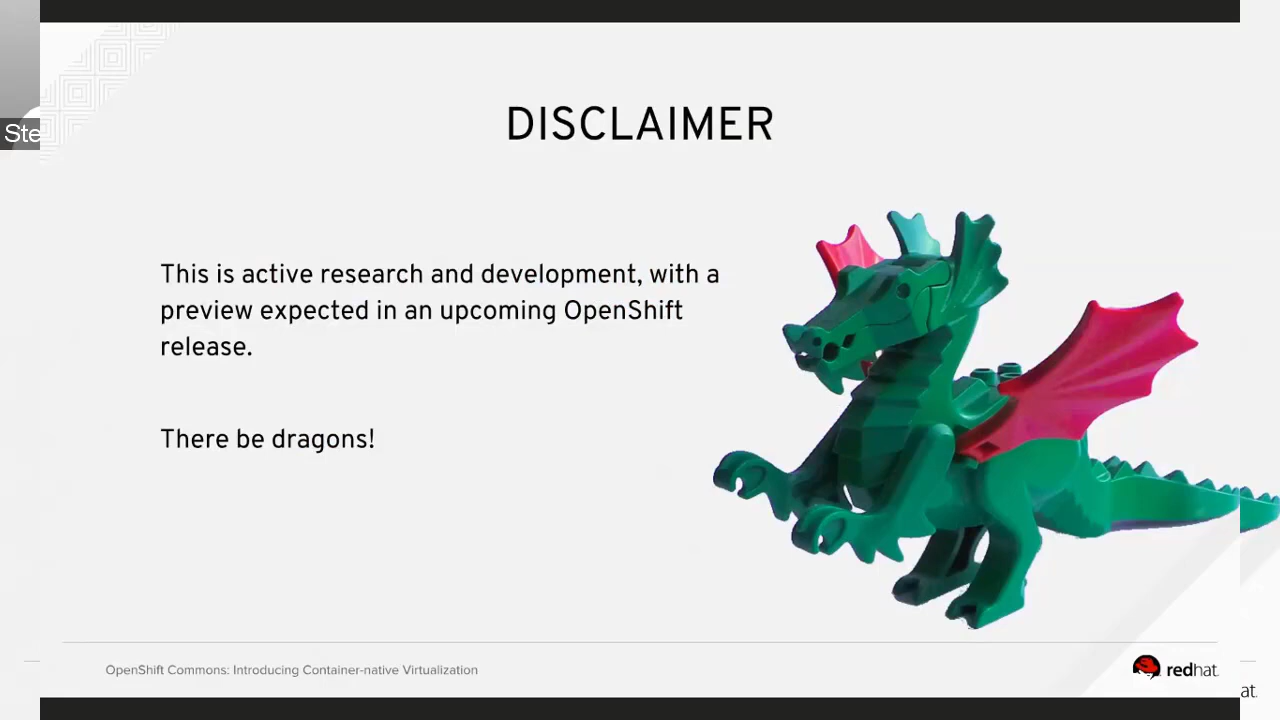 Ste
DISCLAIMER
This is active research and development, with a
preview expected in an upcoming OpenShift
release.
There be dragons!
OpenShift Commons: Introducing Container-native Virtualization
redhat.
at.